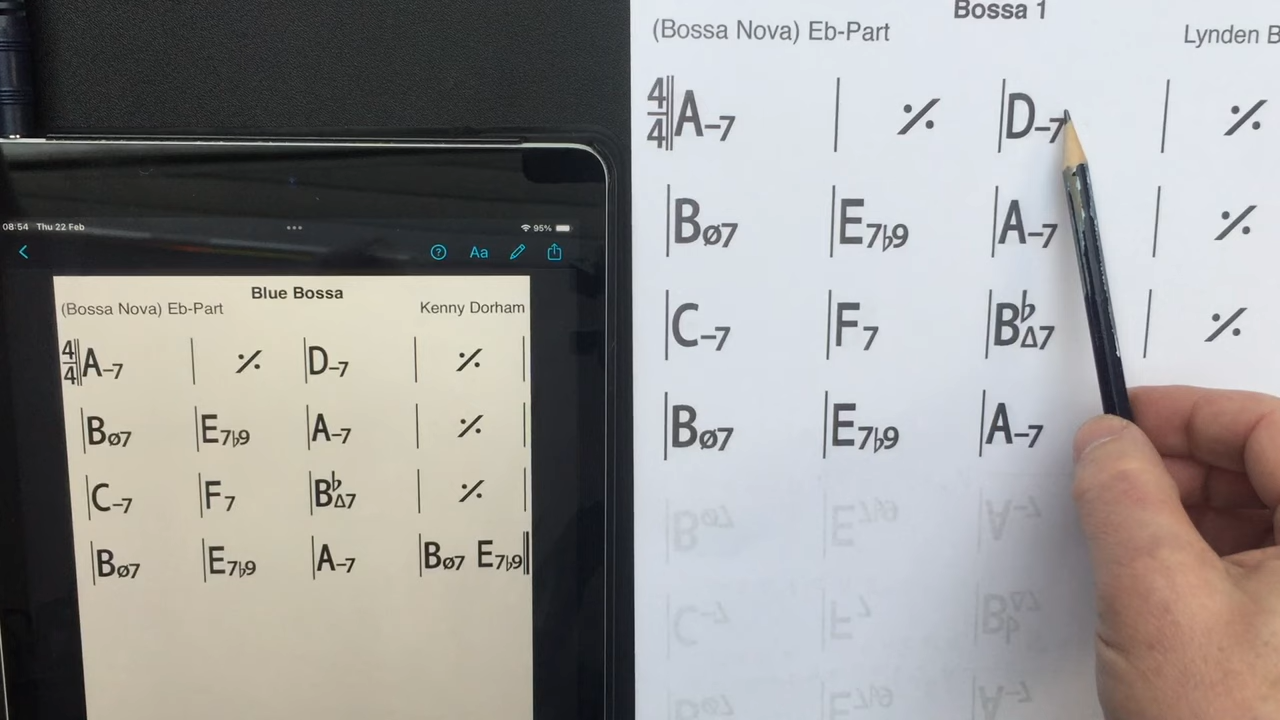 08:54 Thu 22 Feb
95%
Aa
Blue Bossa
(Bossa Nova) Eb-Part Kenny Dorham
4/4 A–7 | 𝄎 | D–7 | 𝄎 |
| Bø7 | E7♭9 | A–7 | 𝄎 |
| C–7 | F7 | B♭Δ7 | 𝄎 |
| Bø7 | E7♭9 | A–7 | Bø7 E7♭9 ||
Bossa 1
(Bossa Nova) Eb-Part Lynden
4/4 A–7 | 𝄎 | D–7 | 𝄎
| Bø7 | E7♭9 | A–7 | 𝄎
| C–7 | F7 | B♭Δ7 | 𝄎
| Bø7 | E7♭9 | A–7